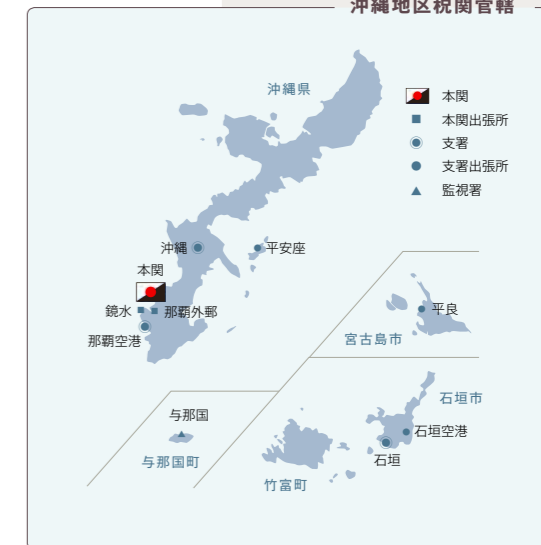 沖縄地区税関管轄
沖縄県
本関
本関出張所
支署
支署出張所
監視署
沖縄
平安座
本関
鏡水
那覇外郵
那覇空港
平良
宮古島市
石垣市
与那国
石垣空港
石垣
与那国町
竹富町